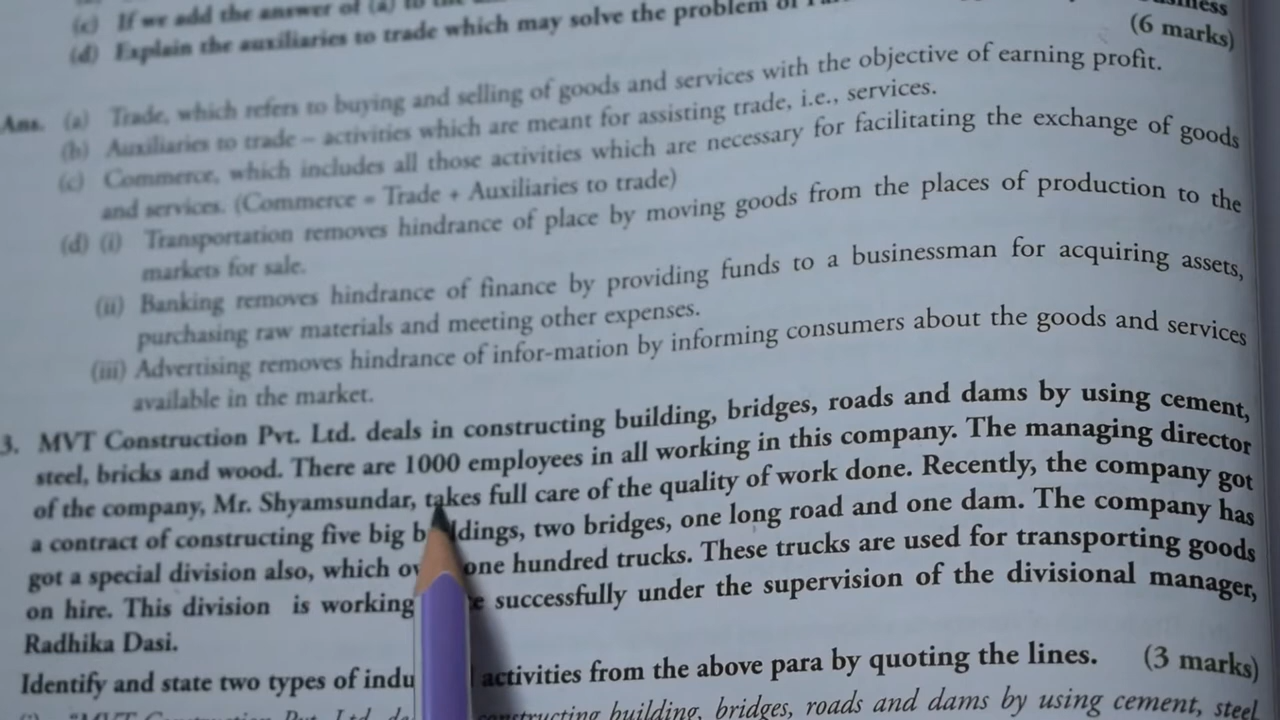 (c) If we add the answer of (a) to the
(d) Explain the auxiliaries to trade which may solve the problem of
(6 marks)
Ans. (a) Trade, which refers to buying and selling of goods and services with the objective of earning profit.
(b) Auxiliaries to trade – activities which are meant for assisting trade, i.e., services.
(c) Commerce, which includes all those activities which are necessary for facilitating the exchange of goods
and services. (Commerce = Trade + Auxiliaries to trade)
(d) (i) Transportation removes hindrance of place by moving goods from the places of production to the
markets for sale.
(ii) Banking removes hindrance of finance by providing funds to a businessman for acquiring assets,
purchasing raw materials and meeting other expenses.
(iii) Advertising removes hindrance of infor-mation by informing consumers about the goods and services
available in the market.
3. MVT Construction Pvt. Ltd. deals in constructing building, bridges, roads and dams by using cement,
steel, bricks and wood. There are 1000 employees in all working in this company. The managing director
of the company, Mr. Shyamsundar, takes full care of the quality of work done. Recently, the company got
a contract of constructing five big buildings, two bridges, one long road and one dam. The company has
got a special division also, which one hundred trucks. These trucks are used for transporting goods
on hire. This division is working successfully under the supervision of the divisional manager,
Radhika Dasi.
Identify and state two types of activities from the above para by quoting the lines. (3 marks)
constructing building, bridges, roads and dams by using cement, steel